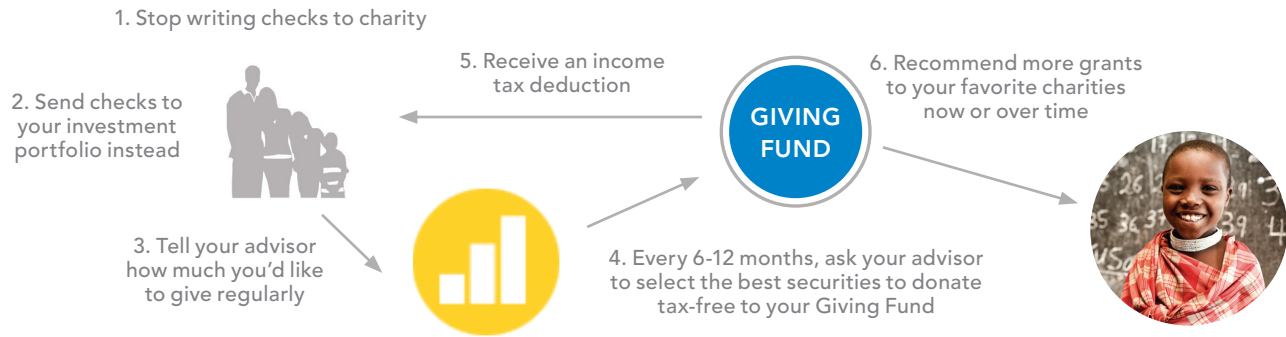 1. Stop writing checks to charity
2. Send checks to
your investment
portfolio instead
3. Tell your advisor
how much you'd like
to give regularly
4. Every 6-12 months, ask your advisor
to select the best securities to donate
tax-free to your Giving Fund
5. Receive an income
tax deduction
GIVING
FUND
6. Recommend more grants
to your favorite charities
now or over time